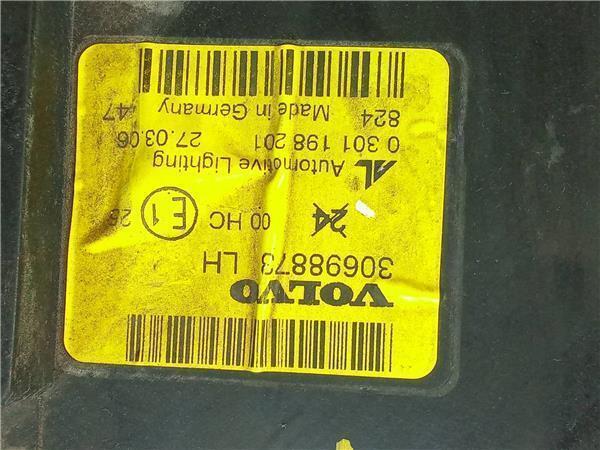 VOLVO
30698873 LH
24 00 HC E1 26
AL Automotive Lighting
0 301 198 201 27.03.06
824 Made in Germany .47